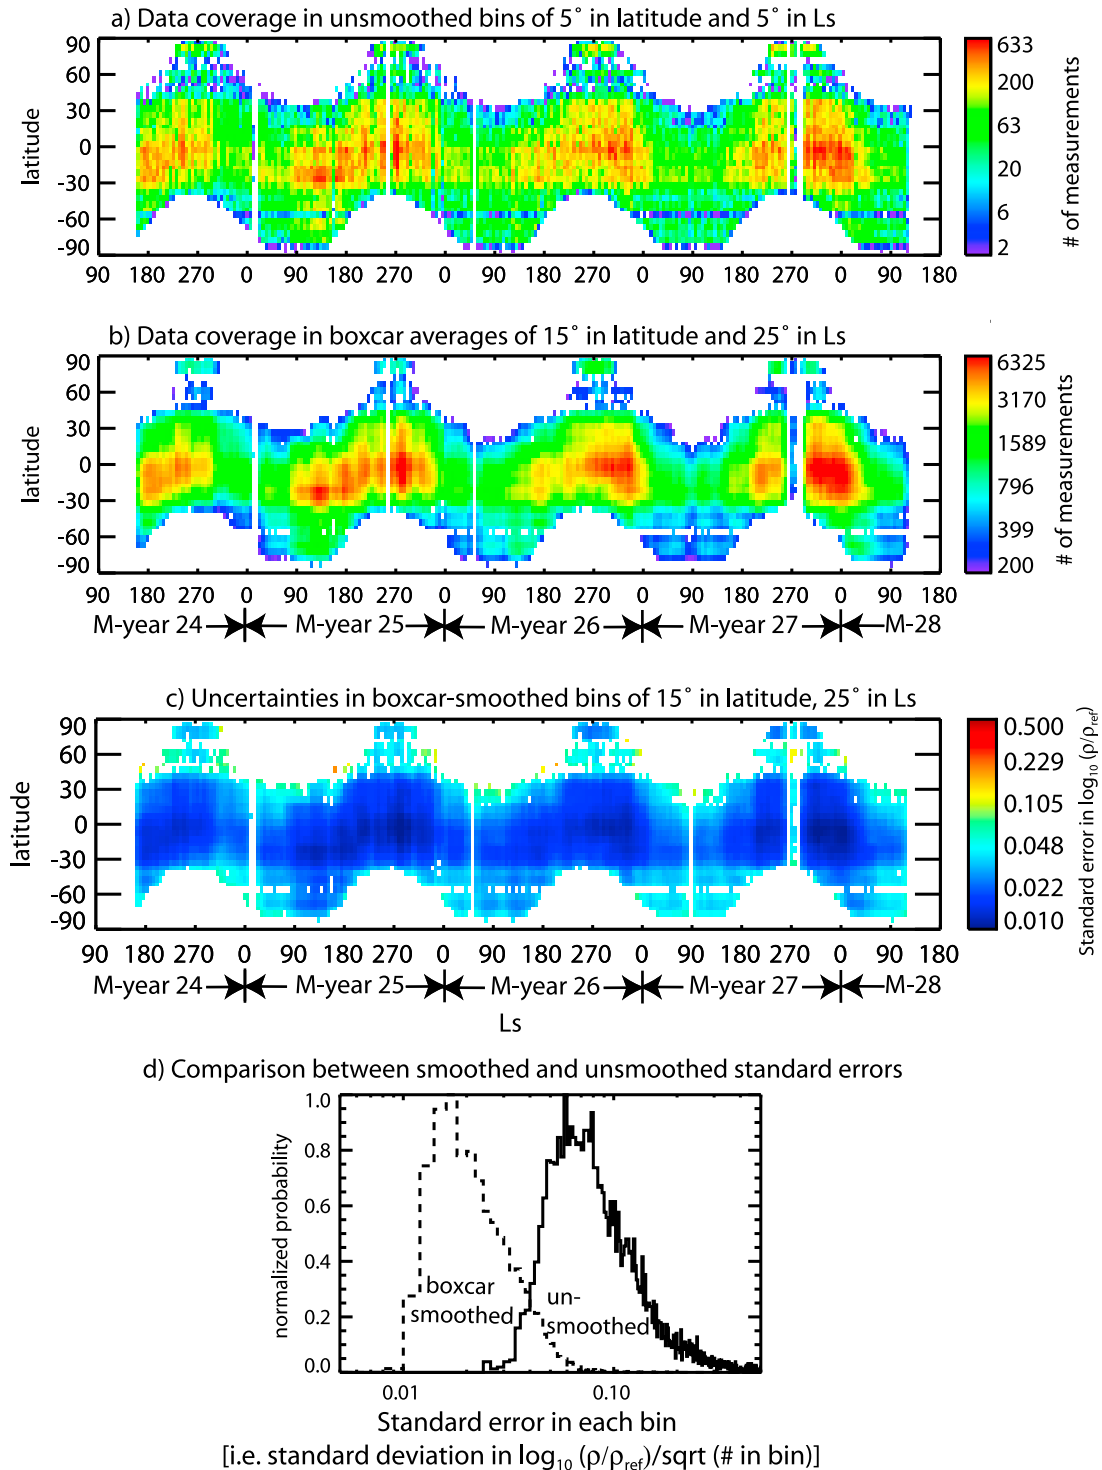 a) Data coverage in unsmoothed bins of 5° in latitude and 5° in Ls
90
60
30
0
-30
-60
-90
latitude
90 180 270 0 90 180 270 0 90 180 270 0 90 180 270 0 90 180
633
200
63
20
6
2
# of measurements
b) Data coverage in boxcar averages of 15° in latitude and 25° in Ls
90
60
30
0
-30
-60
-90
latitude
90 180 270 0 90 180 270 0 90 180 270 0 90 180 270 0 90 180
M-year 24 M-year 25 M-year 26 M-year 27 M-28
6325
3170
1589
796
399
200
# of measurements
c) Uncertainties in boxcar-smoothed bins of 15° in latitude, 25° in Ls
90
60
30
0
-30
-60
-90
latitude
90 180 270 0 90 180 270 0 90 180 270 0 90 180 270 0 90 180
M-year 24 M-year 25 M-year 26 M-year 27 M-28
Ls
0.500
0.229
0.105
0.048
0.022
0.010
Standard error in log₁₀ (ρ/ρref)
d) Comparison between smoothed and unsmoothed standard errors
1.0
0.8
0.6
0.4
0.2
0.0
normalized probability
boxcar
smoothed
un-
smoothed
0.01 0.10
Standard error in each bin
[i.e. standard deviation in log₁₀ (ρ/ρref)/sqrt (# in bin)]